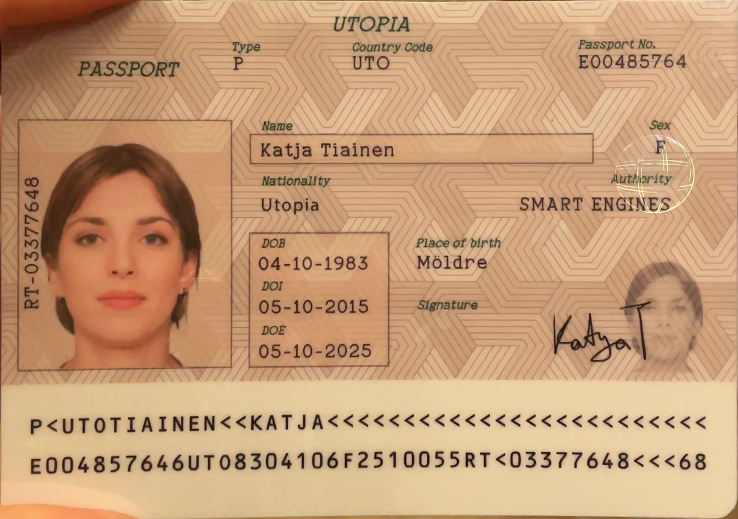 UTOPIA
PASSPORT
Type
P
Country Code
UTO
Passport No.
E00485764
Name
Katja Tiainen
Sex
F
Nationality
Utopia
Authority
SMART ENGINES
RT-03377648
DOB
04-10-1983
Place of birth
Möldre
DOI
05-10-2015
Signature
Katya T
DOE
05-10-2025
P<UTOTIAINEN<<KATJA<<<<<<<<<<<<<<<<<<<<<<<<<
E004857646UTO8304106F2510055RT<03377648<<<68